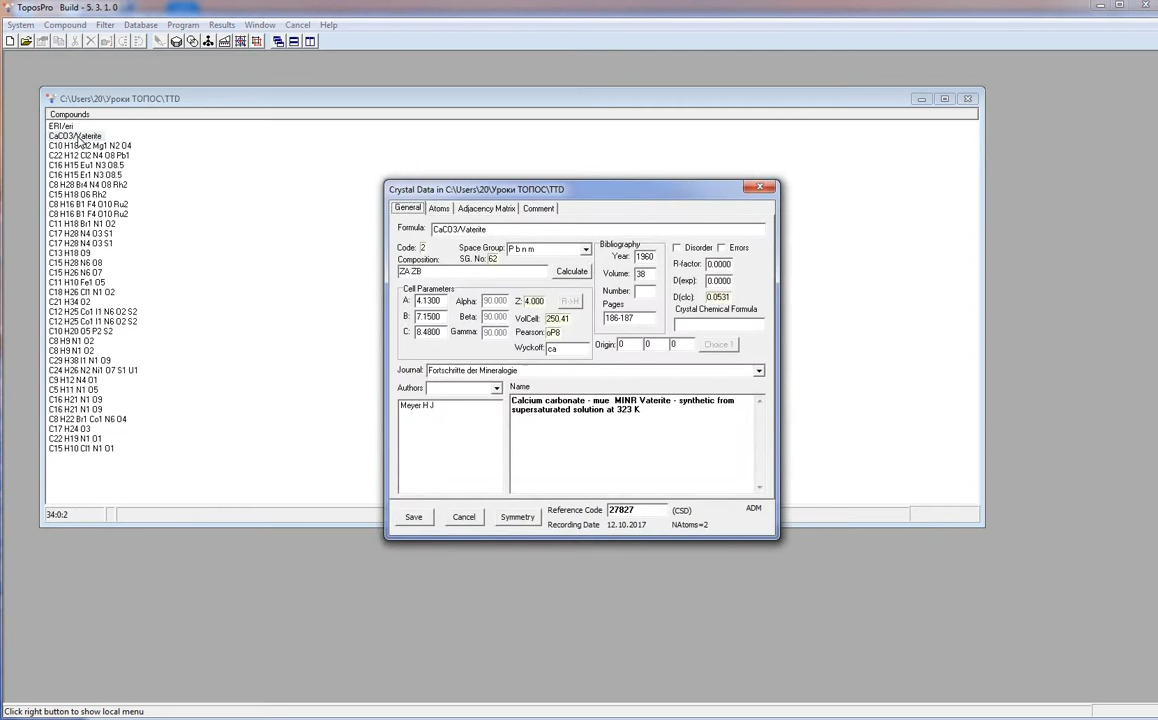 ToposPro Build - 5. 3. 1. 0
System Compound Filter Database Program Results Window Cancel Help
C:\Users\20\Уроки ТОПОС\TTD
Compounds
ERI/eri
CaCO3/Vaterite
C10 H18 Mg1 N2 O4
C22 H12 Cl2 N4 O8 Pb1
C16 H15 Eu1 N3 O8.5
C16 H15 Er1 N3 O8.5
C8 H28 Br4 N4 O8 Rh2
C15 H18 O6 Rh2
C8 H16 B1 F4 O10 Ru2
C8 H16 B1 F4 O10 Ru2
C11 H18 Br1 N1 O2
C17 H28 N4 O3 S1
C17 H28 N4 O3 S1
C13 H18 O9
C15 H28 N6 O8
C16 H26 N6 O7
C11 H10 Fe1 O5
C18 H26 Cl1 N1 O2
C21 H34 O2
C12 H25 Co1 I1 N6 O2 S2
C12 H25 Co1 I1 N6 O2 S2
C10 H20 O5 P2 S2
C8 H9 N1 O2
C8 H9 N1 O2
C29 H38 I1 N1 O9
C24 H26 N2 Ni1 O7 S1 U1
C9 H12 N4 O1
C5 H11 N1 O5
C16 H21 N1 O9
C16 H21 N1 O9
C8 H22 Br1 Co1 N6 O4
C17 H24 O3
C22 H19 N1 O1
C15 H10 Cl1 N1 O1
34:0:2
Crystal Data in C:\Users\20\Уроки ТОПОС\TTD
General Atoms Adjacency Matrix Comment
Formula: CaCO3/Vaterite
Code: 2 Space Group: P b n m
SG. No: 62
Composition:
ZA ZB Calculate
Cell Parameters
A: 4.1300 Alpha: 90.000 Z: 4.000 R->H
B: 7.1500 Beta: 90.000 VolCell: 250.41
C: 8.4800 Gamma: 90.000 Pearson: oP8
Wyckoff: ca
Bibliography
Year: 1960
Volume: 38
Number:
Pages
186-187
Disorder Errors
R-factor: 0.0000
D(exp): 0.0000
D(clc): 0.0531
Crystal Chemical Formula
Origin: 0 0 0 Choice 1
Journal: Fortschritte der Mineralogie
Authors
Meyer H J
Name
Calcium carbonate - mue MINR Vaterite - synthetic from
supersaturated solution at 323 K
Save Cancel Symmetry
Reference Code 27827 (CSD) ADM
Recording Date 12.10.2017 NAtoms=2
Click right button to show local menu